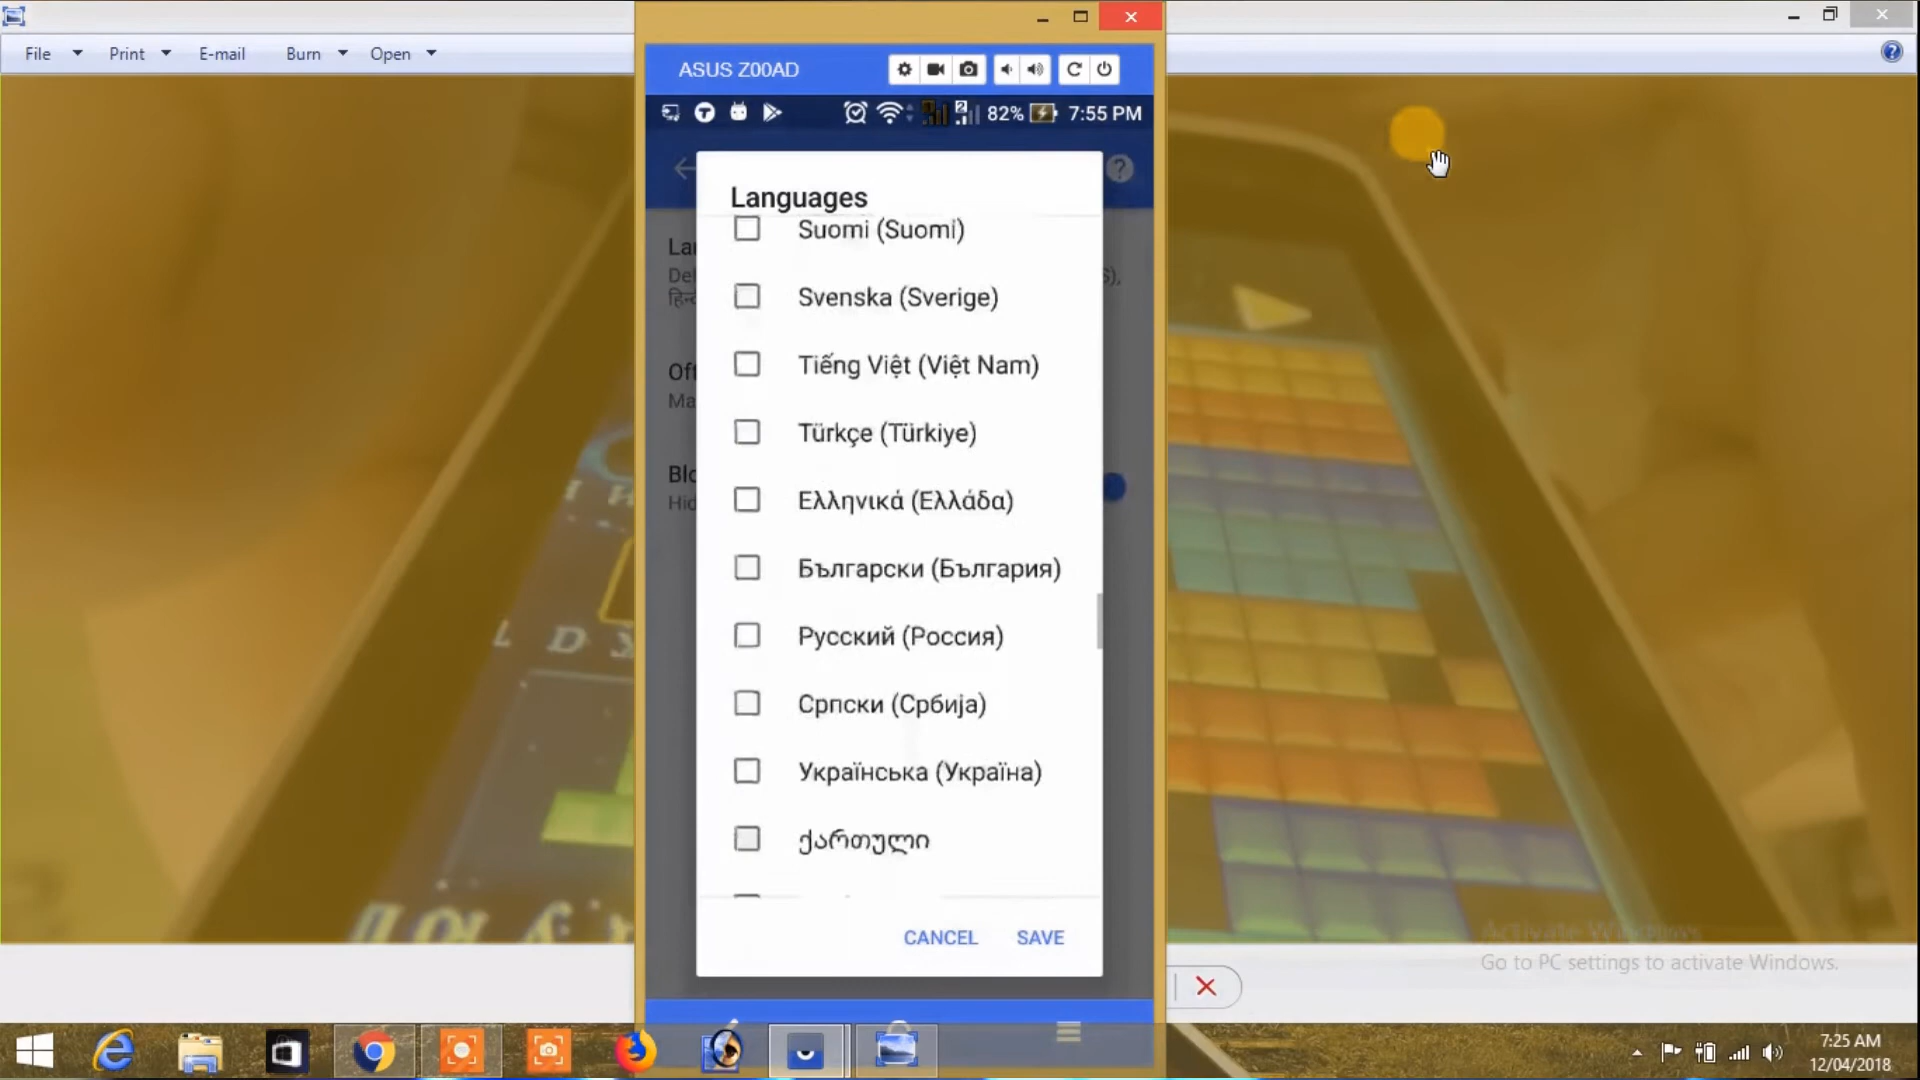 File
Print
E-mail
Burn
Open
ASUS Z00AD
2
82%
7:55 PM
?
Languages
Suomi (Suomi)
Svenska (Sverige)
Tiếng Việt (Việt Nam)
Türkçe (Türkiye)
Ελληνικά (Ελλάδα)
Български (България)
Русский (Россия)
Српски (Србија)
Українська (Україна)
ქართული
CANCEL
SAVE
Activate Windows
Go to PC settings to activate Windows.
7:25 AM
12/04/2018